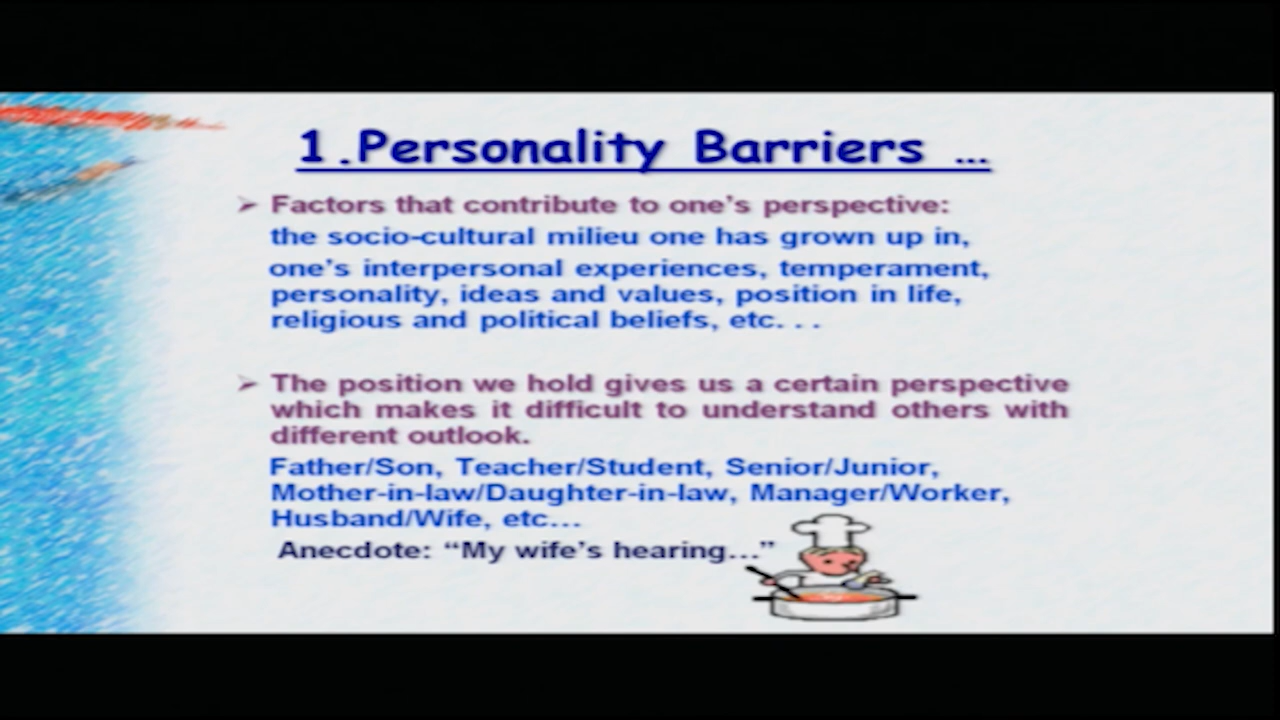 1.Personality Barriers ...
➢ Factors that contribute to one's perspective:
the socio-cultural milieu one has grown up in,
one's interpersonal experiences, temperament,
personality, ideas and values, position in life,
religious and political beliefs, etc. . .
➢ The position we hold gives us a certain perspective
which makes it difficult to understand others with
different outlook.
Father/Son, Teacher/Student, Senior/Junior,
Mother-in-law/Daughter-in-law, Manager/Worker,
Husband/Wife, etc...
Anecdote: “My wife's hearing...”